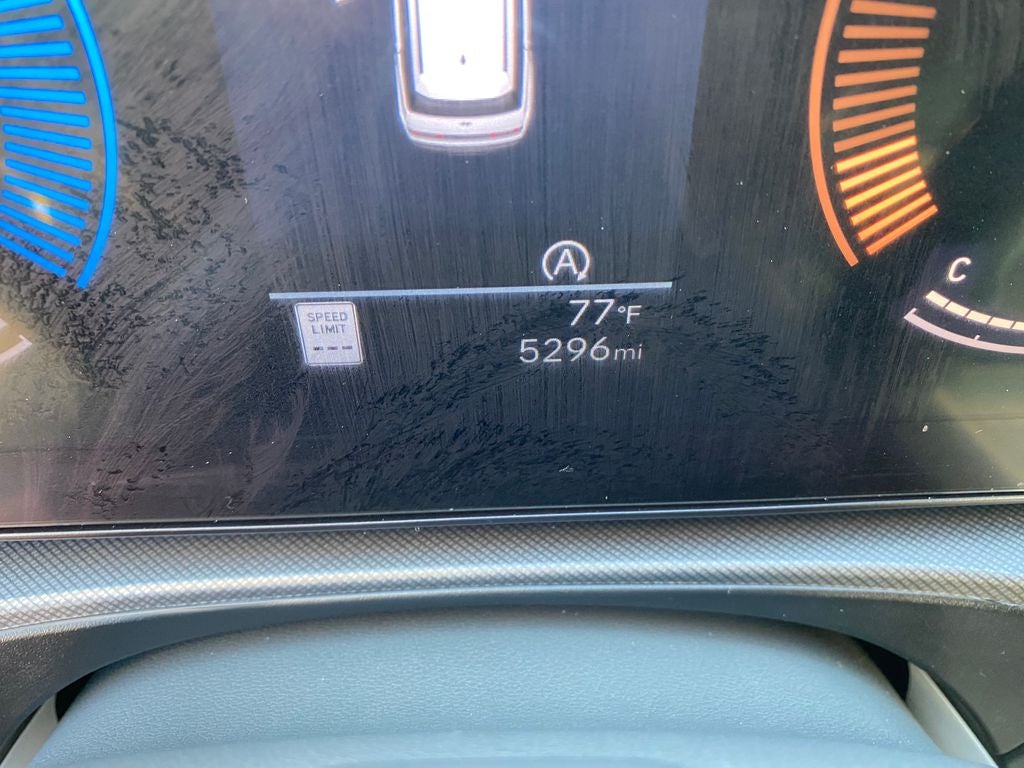 A
C
77°F
SPEED
LIMIT
---
5296mi